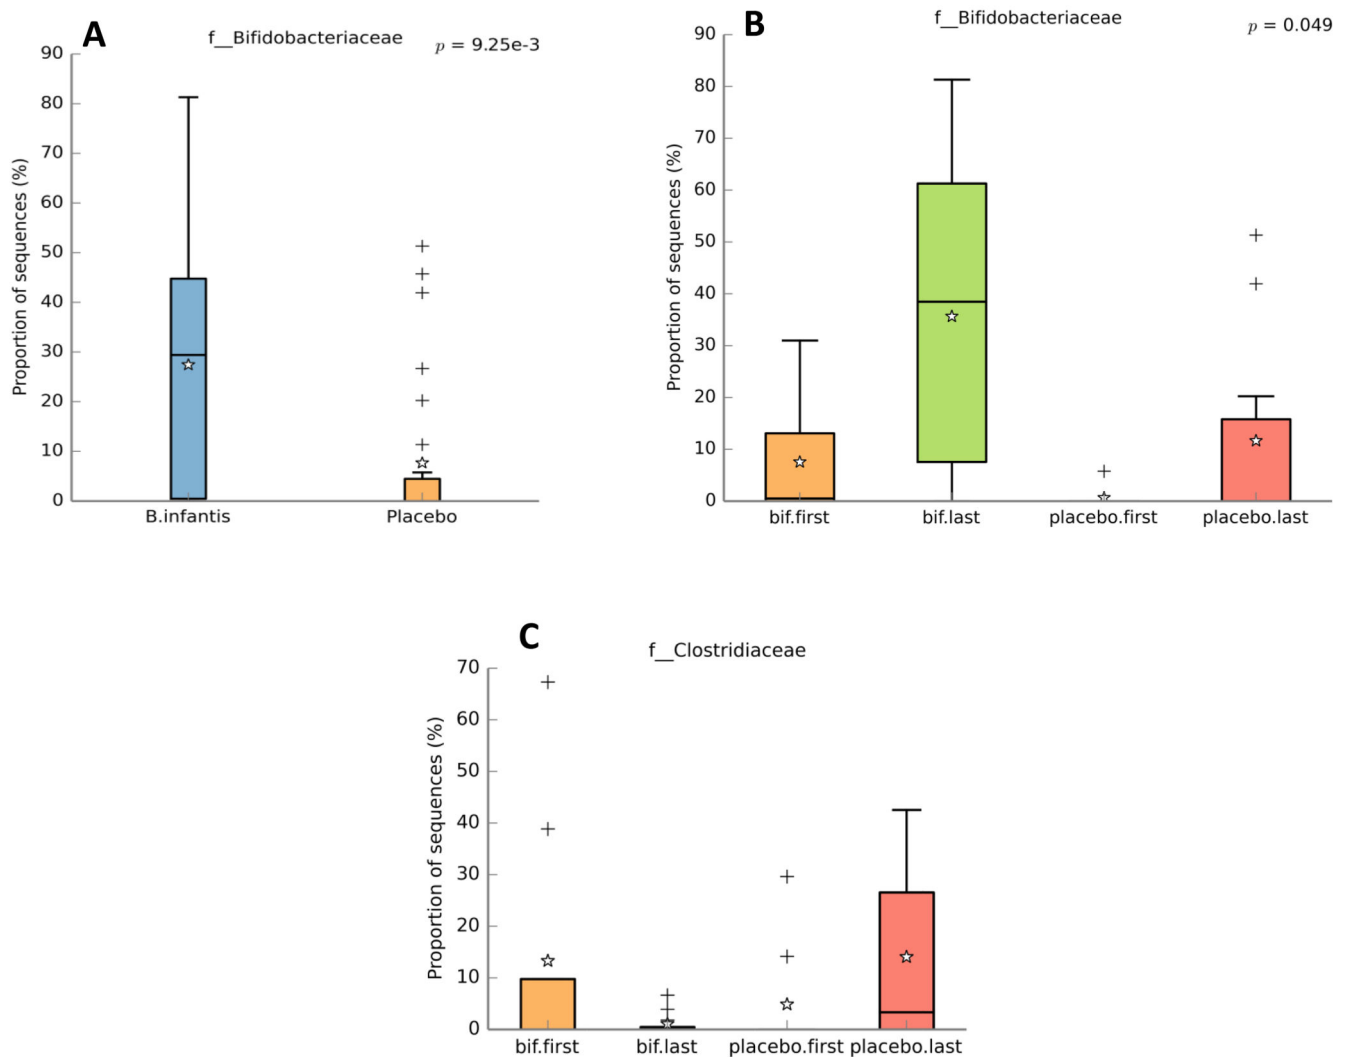 A
f__Bifidobacteriaceae
p = 9.25e-3
Proportion of sequences (%)
90
80
70
60
50
40
30
20
10
0
B.infantis Placebo
B
f__Bifidobacteriaceae
p = 0.049
Proportion of sequences (%)
90
80
70
60
50
40
30
20
10
0
bif.first bif.last placebo.first placebo.last
C
f__Clostridiaceae
Proportion of sequences (%)
70
60
50
40
30
20
10
0
bif.first bif.last placebo.first placebo.last